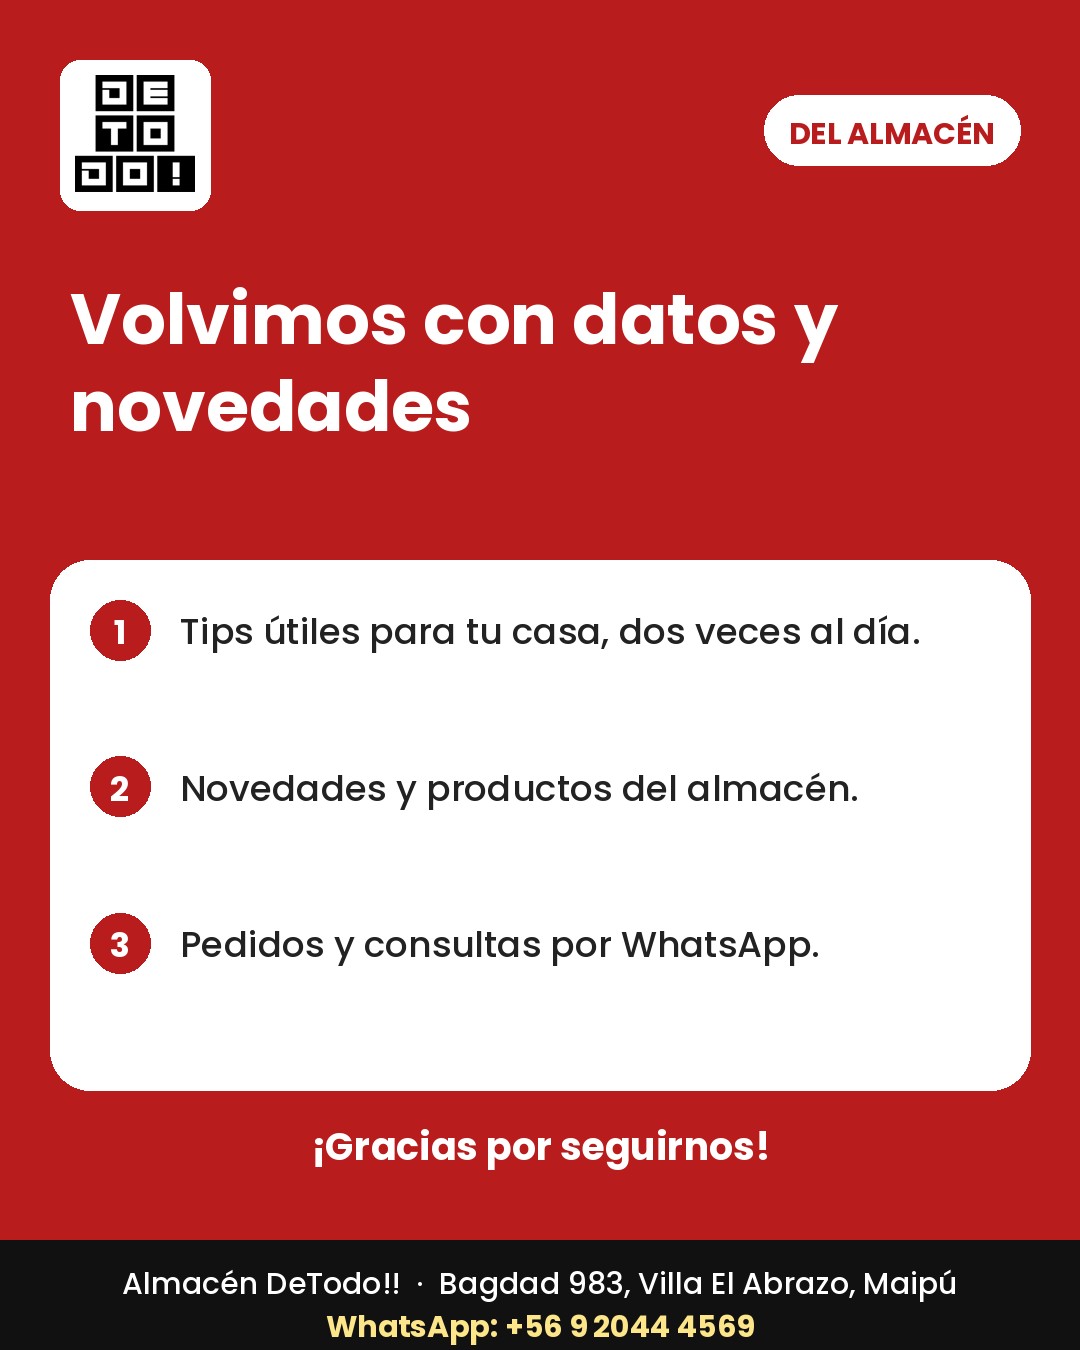 DE
TO
DO!
DEL ALMACÉN
Volvimos con datos y
novedades
1 Tips útiles para tu casa, dos veces al día.
2 Novedades y productos del almacén.
3 Pedidos y consultas por WhatsApp.
¡Gracias por seguirnos!
Almacén DeTodo!! · Bagdad 983, Villa El Abrazo, Maipú
WhatsApp: +56 9 2044 4569